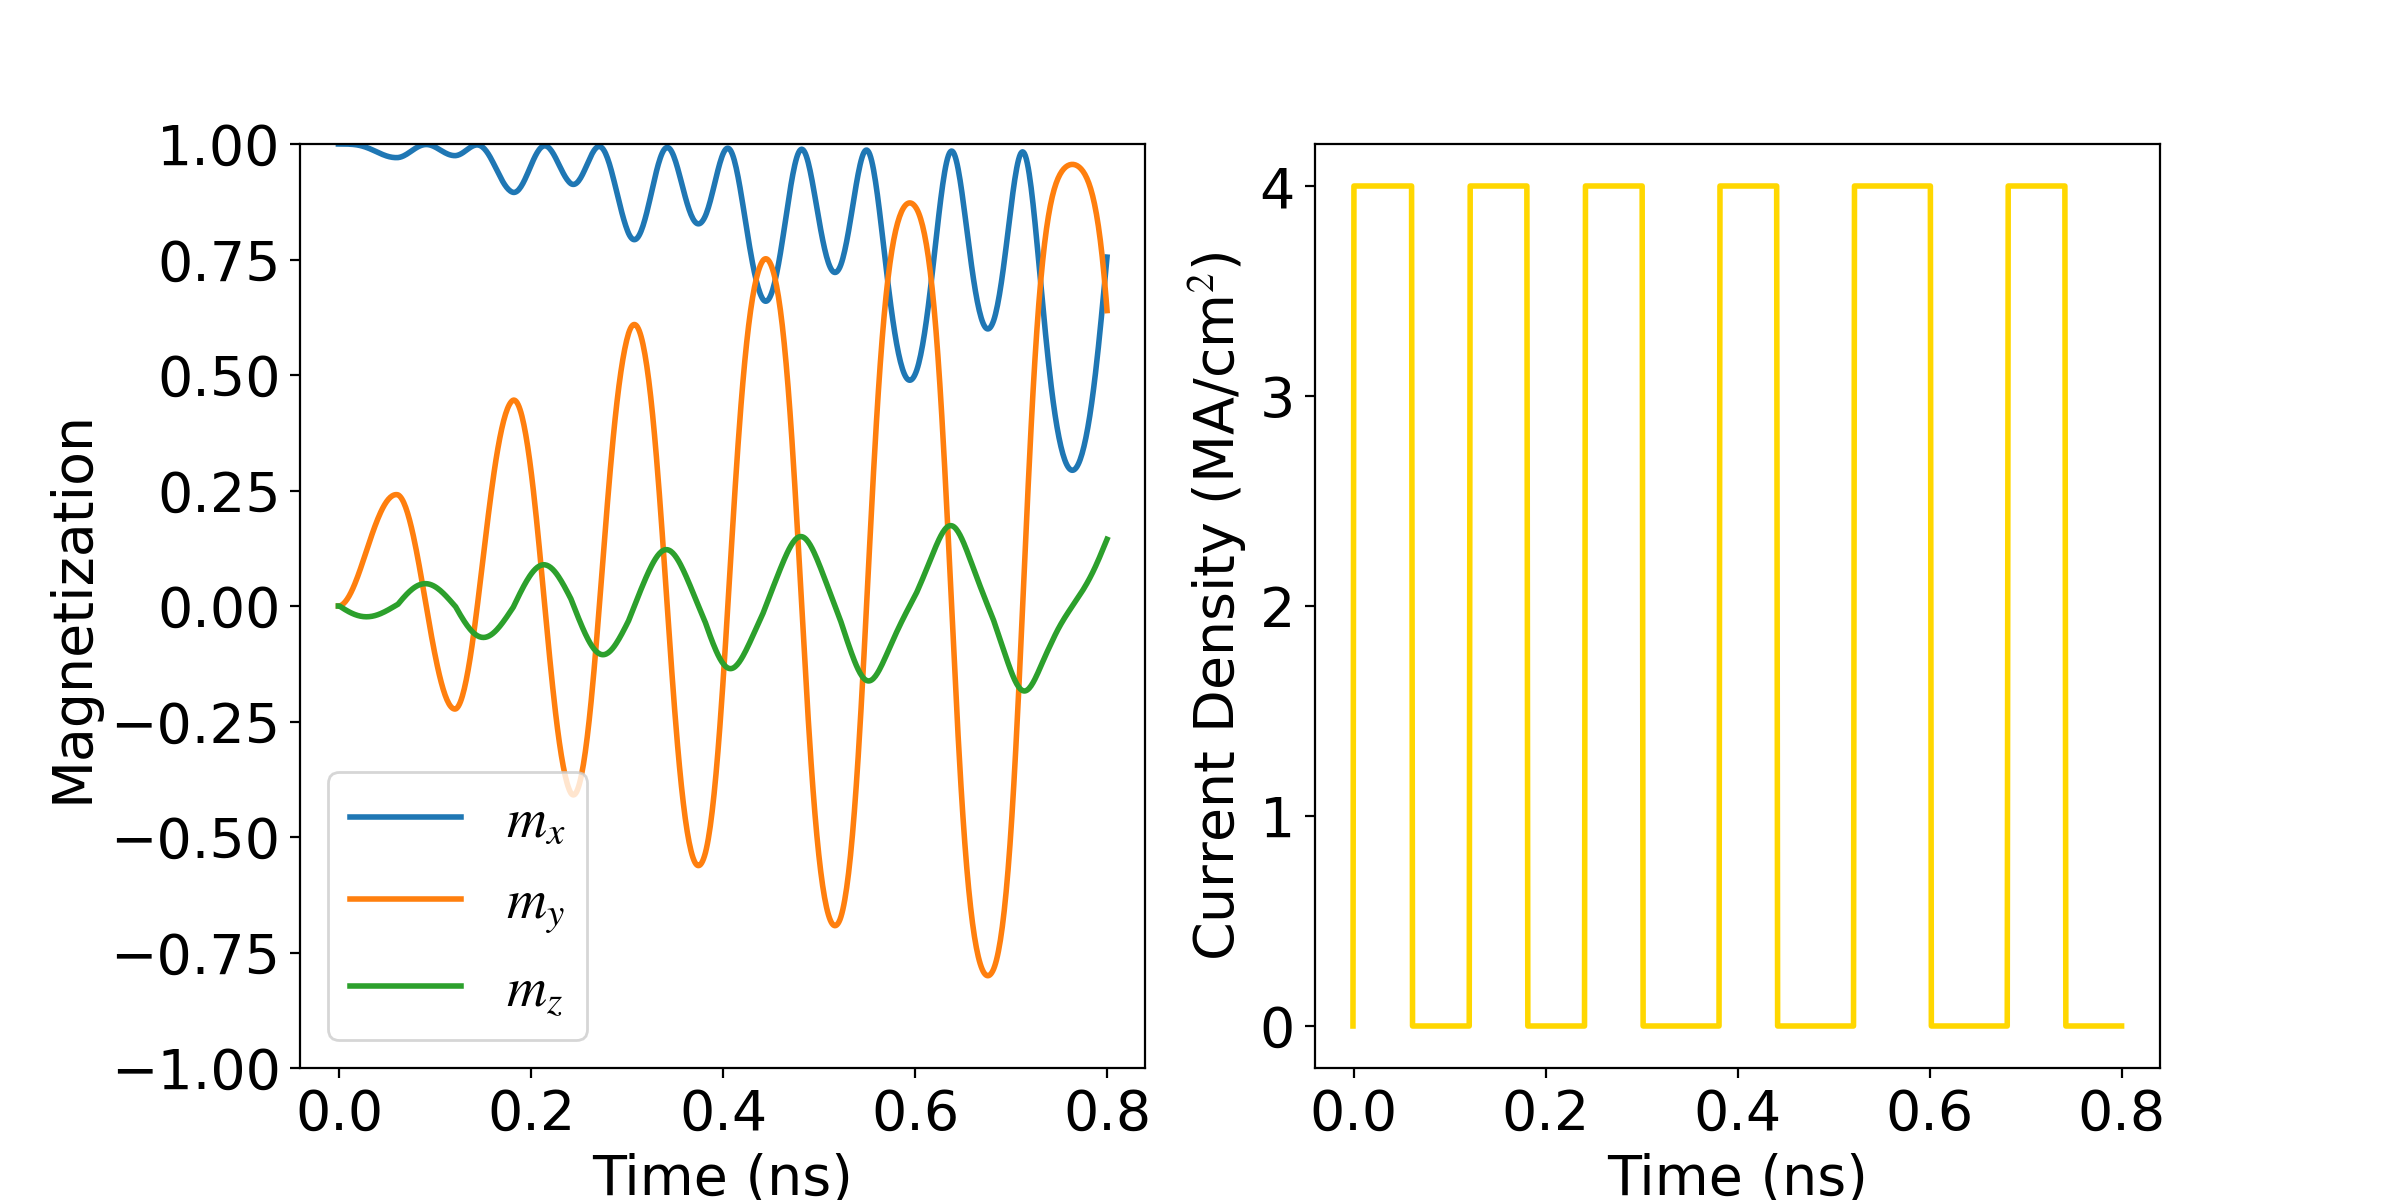 Magnetization
1.00
0.75
0.50
0.25
0.00
−0.25
−0.50
−0.75
−1.00
0.0 0.2 0.4 0.6 0.8
Time (ns)
m_x
m_y
m_z
Current Density (MA/cm²)
4
3
2
1
0
0.0 0.2 0.4 0.6 0.8
Time (ns)